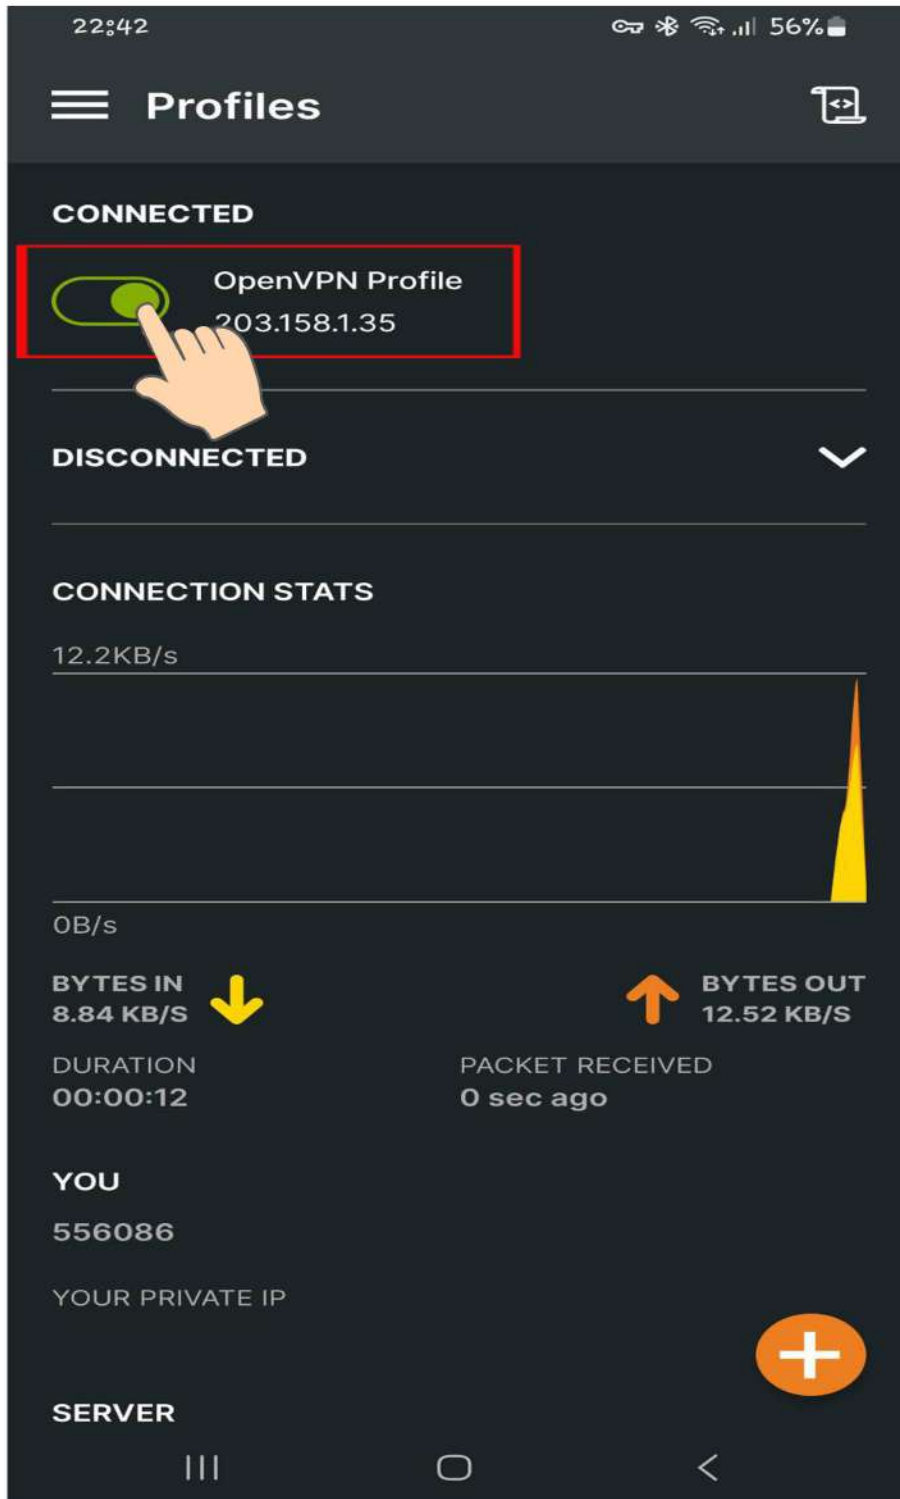 22:42
56%
Profiles
CONNECTED
OpenVPN Profile
203.158.1.35
DISCONNECTED
CONNECTION STATS
12.2KB/s
0B/s
BYTES IN
8.84 KB/S
BYTES OUT
12.52 KB/S
DURATION
00:00:12
PACKET RECEIVED
0 sec ago
YOU
556086
YOUR PRIVATE IP
SERVER